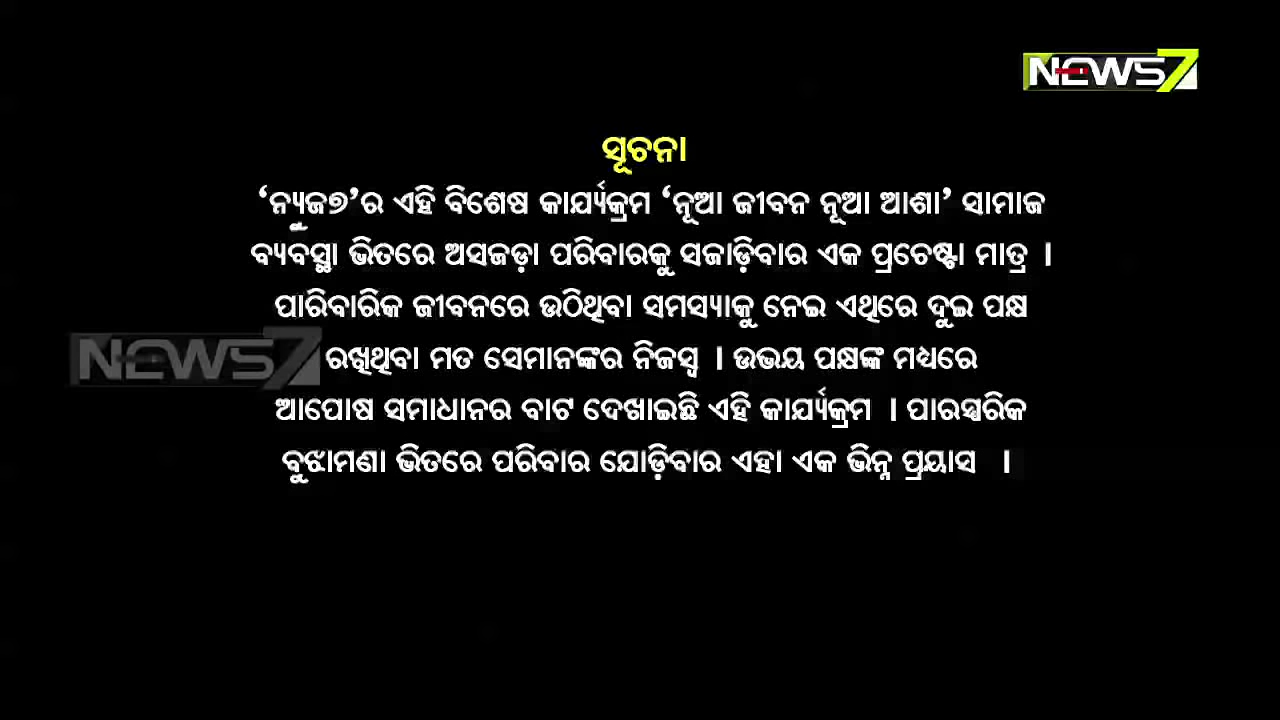 NEWS7
ସୂଚନା
‘ନ୍ୟୁଜ୭’ର ଏହି ବିଶେଷ କାର୍ଯ୍ୟକ୍ରମ ‘ନୂଆ ଜୀବନ ନୂଆ ଆଶା’ ସାମାଜ
ବ୍ୟବସ୍ଥା ଭିତରେ ଅସଜଡ଼ା ପରିବାରକୁ ସଜାଡ଼ିବାର ଏକ ପ୍ରଚେଷ୍ଟା ମାତ୍ର ।
ପାରିବାରିକ ଜୀବନରେ ଉଠିଥିବା ସମସ୍ୟାକୁ ନେଇ ଏଥିରେ ଦୁଇ ପକ୍ଷ
NEWS7
ରଖିଥିବା ମତ ସେମାନଙ୍କର ନିଜସ୍ୱ । ଉଭୟ ପକ୍ଷଙ୍କ ମଧ୍ୟରେ
ଆପୋଷ ସମାଧାନର ବାଟ ଦେଖାଇଛି ଏହି କାର୍ଯ୍ୟକ୍ରମ । ପାରସ୍ପରିକ
ବୁଝାମଣା ଭିତରେ ପରିବାର ଯୋଡ଼ିବାର ଏହା ଏକ ଭିନ୍ନ ପ୍ରୟାସ ।